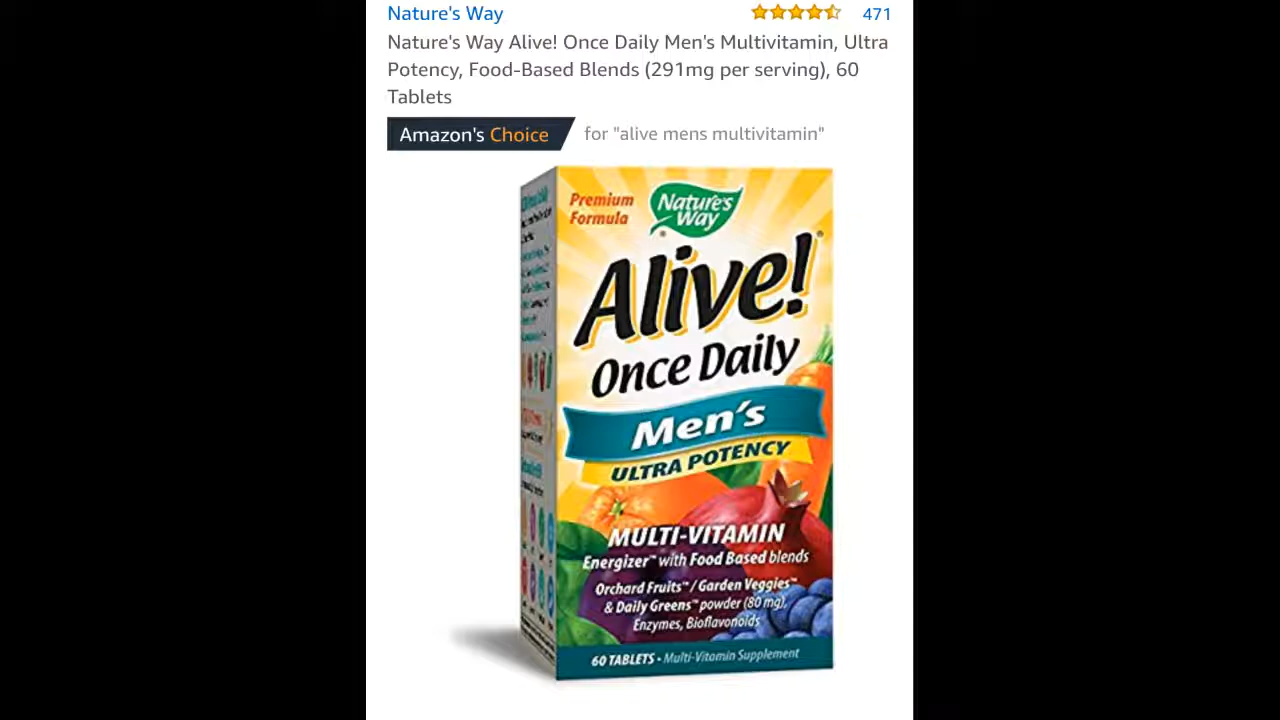 Nature's Way 471
Nature's Way Alive! Once Daily Men's Multivitamin, Ultra
Potency, Food-Based Blends (291mg per serving), 60
Tablets
Amazon's Choice for "alive mens multivitamin"
Premium
Formula
Nature's
Way
Alive!
Once Daily
Men's
ULTRA POTENCY
MULTI-VITAMIN
Energizer™ with Food Based blends
Orchard Fruits™ / Garden Veggies™
& Daily Greens™ powder (80 mg),
Enzymes, Bioflavonoids
60 TABLETS • Multi-Vitamin Supplement